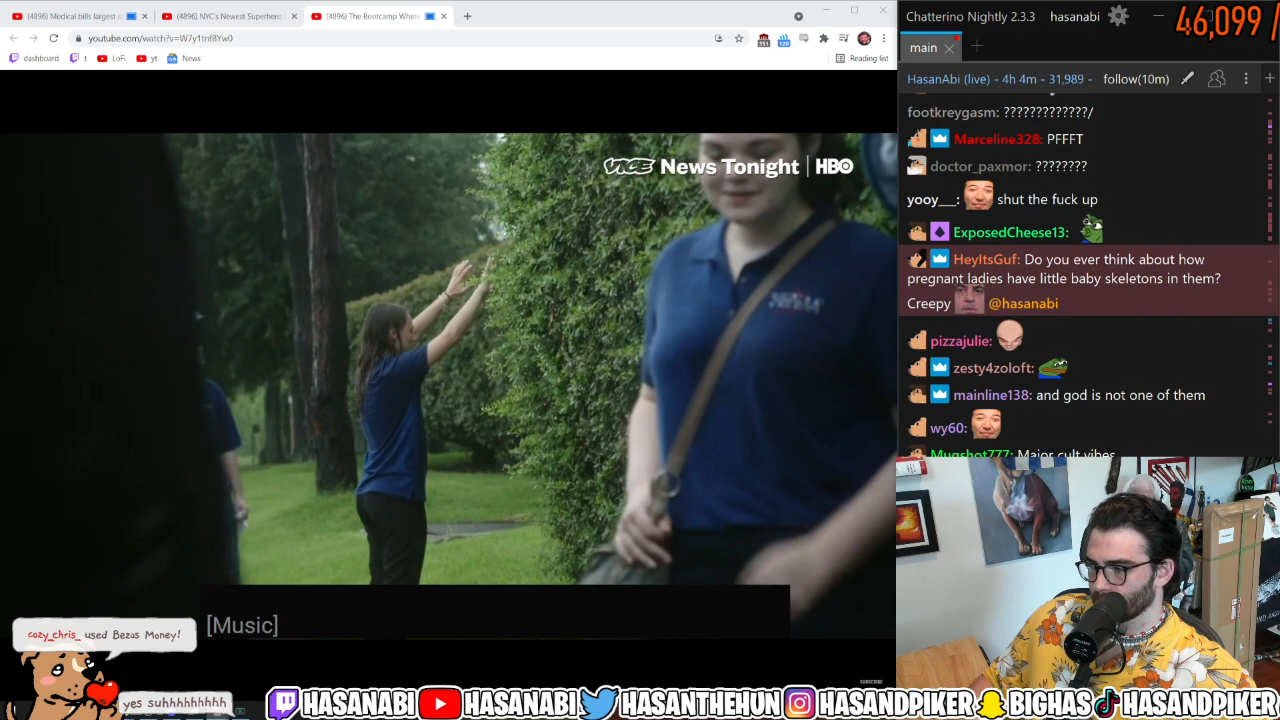 (4896) Medical bills largest
(4896) NYC's Newest Superhero
(4896) The Bootcamp Where
youtube.com/watch?v=W7y1tnf8Yw0
dashboard
t
LoFi
yt
News
Reading list
VICE News Tonight | HBO
[Music]
SUBSCRIBE
cozy_chris_ used Bezos Money!
yes suhhhhhhhhh
Chatterino Nightly 2.3.3
hasanabi
46,099 /
main
HasanAbi (live) - 4h 4m - 31,989 -
follow(10m)
footkreygasm: ?????????????/
Marceline328: PFFFT
doctor_paxmor: ????????
yooy___: shut the fuck up
ExposedCheese13:
HeyItsGuf: Do you ever think about how
pregnant ladies have little baby skeletons in them?
Creepy @hasanabi
pizzajulie:
zesty4zoloft:
mainline138: and god is not one of them
wy60:
Mugshot777: Major cult vibes
HASANABI HASANABI HASANTHEHUN HASANDPIKER BIGHAS HASANDPIKER